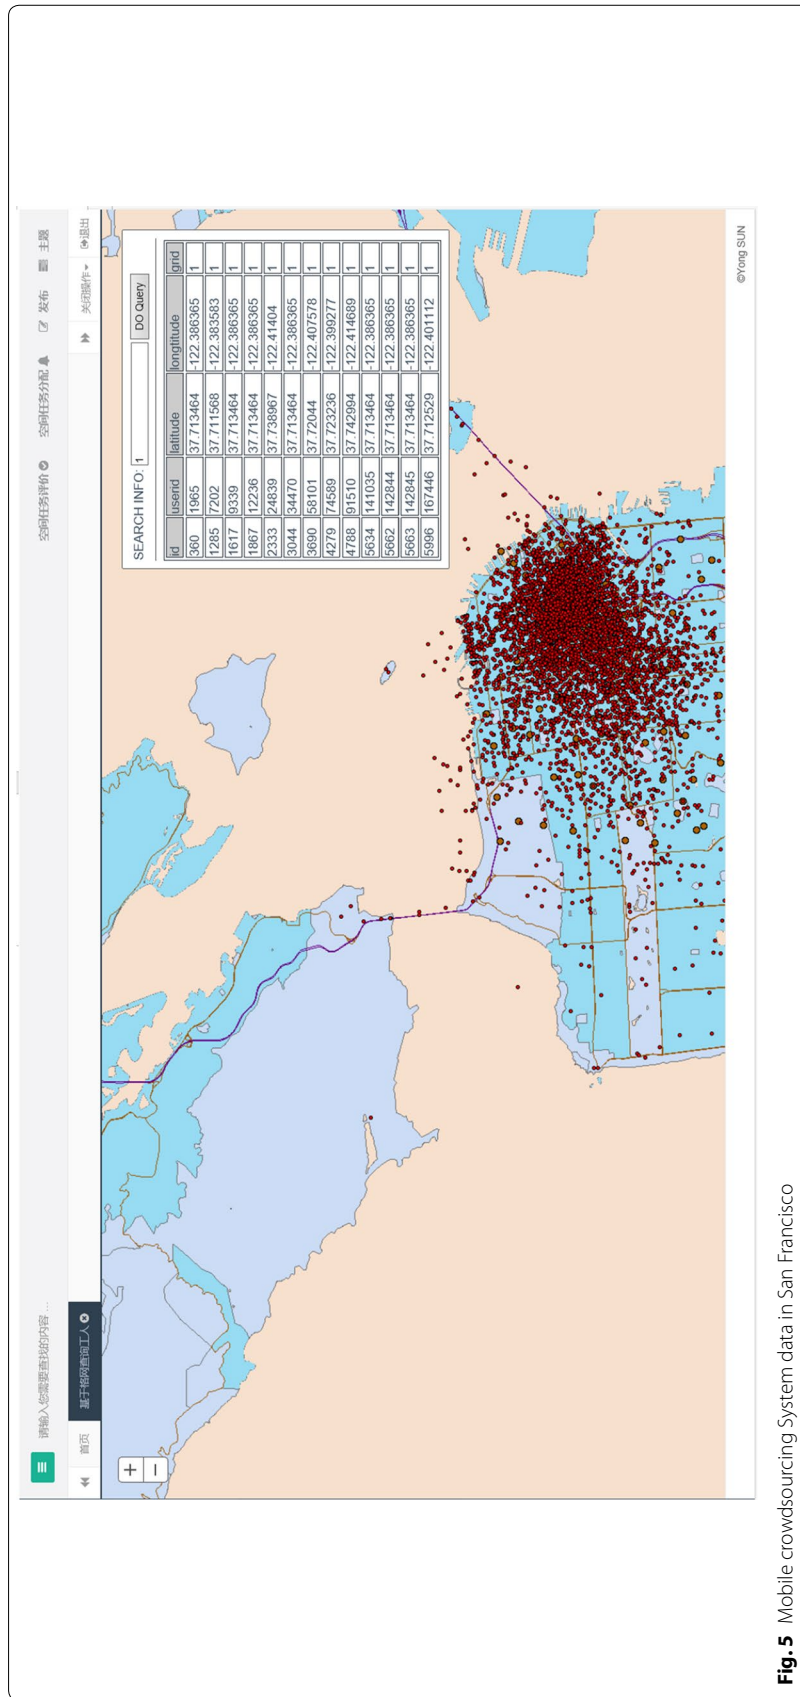 请输入您需要查找的内容 ...
空间任务评价
空间任务分配
发布
主题
首页
基于格网查询工人
关闭操作
退出
+
−
SEARCH INFO: 1 DO Query
id userid latitude longtitude grid
360 1965 37.713464 -122.386365 1
1285 7202 37.711568 -122.383583 1
1617 9339 37.713464 -122.386365 1
1867 12236 37.713464 -122.386365 1
2333 24839 37.738967 -122.41404 1
3044 34470 37.713464 -122.386365 1
3690 58101 37.72044 -122.407578 1
4279 74589 37.723236 -122.399277 1
4788 91510 37.742994 -122.414689 1
5634 141035 37.713464 -122.386365 1
5662 142844 37.713464 -122.386365 1
5663 142845 37.713464 -122.386365 1
5996 167446 37.712529 -122.401112 1
©Yong SUN
Fig. 5 Mobile crowdsourcing System data in San Francisco